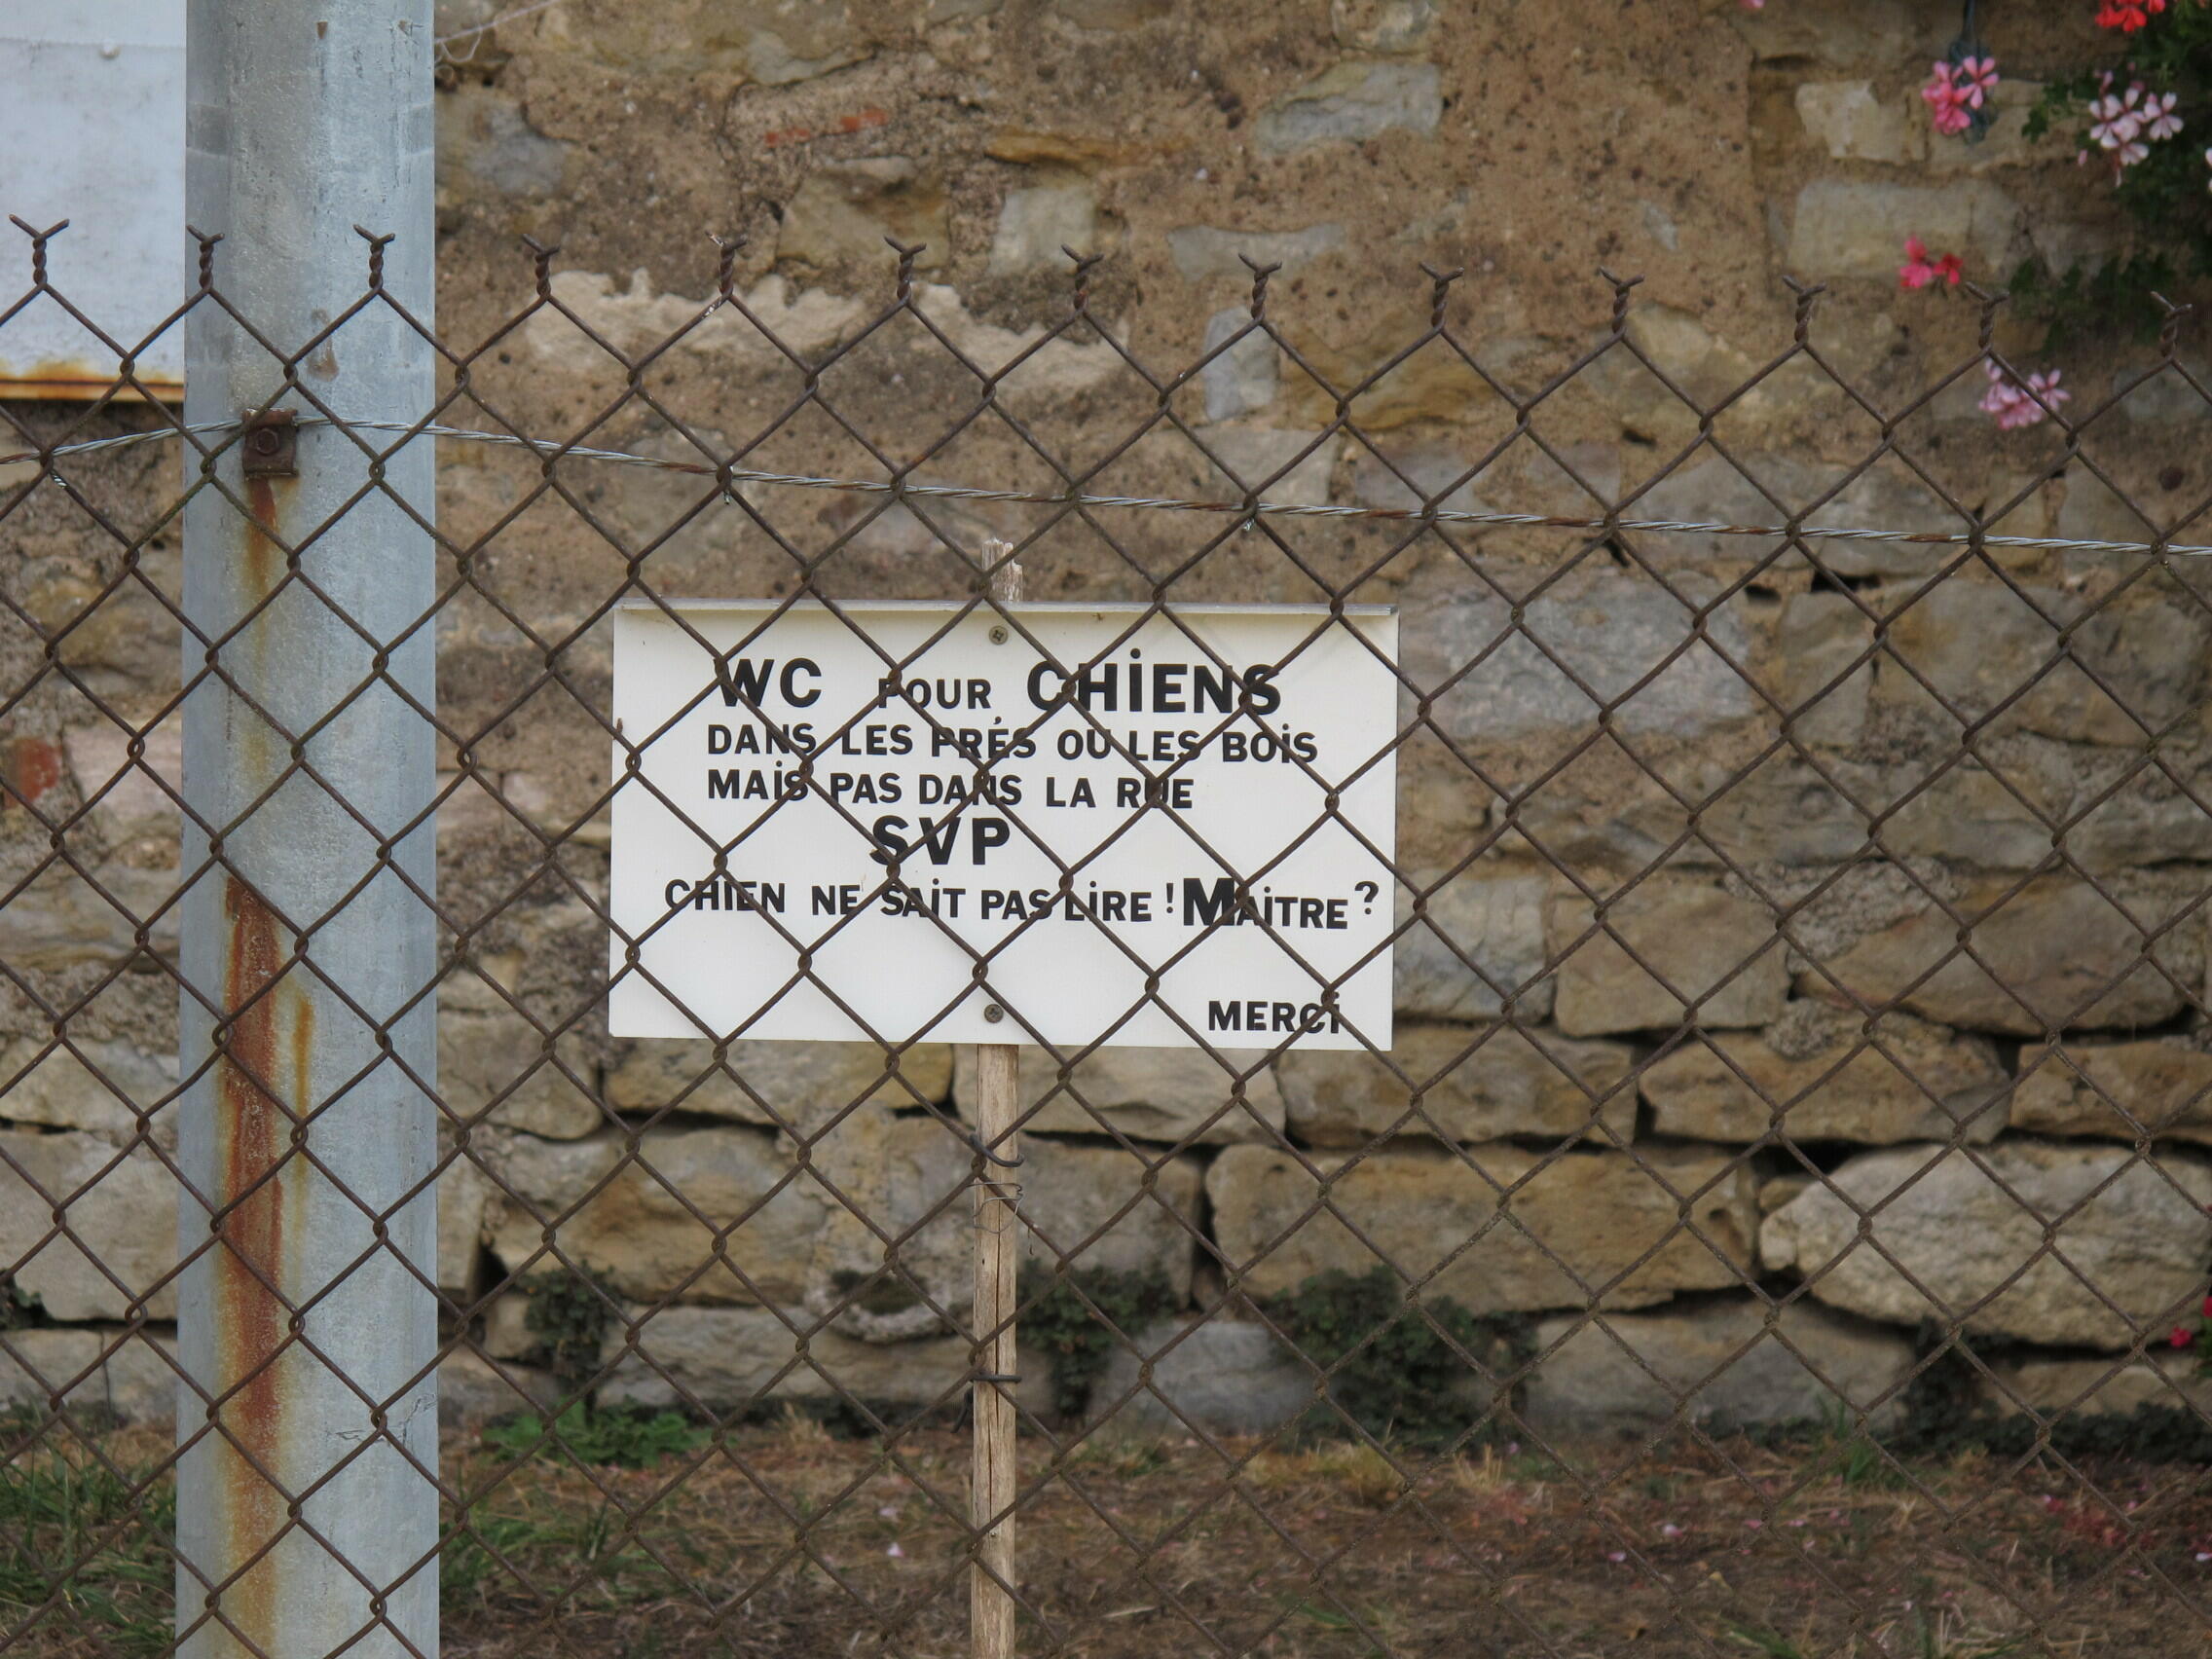 WC POUR CHIENS
DANS LES PRÉS OU LES BOIS
MAIS PAS DANS LA RUE
SVP
CHIEN NE SAIT PAS LIRE ! MAITRE ?
MERCI